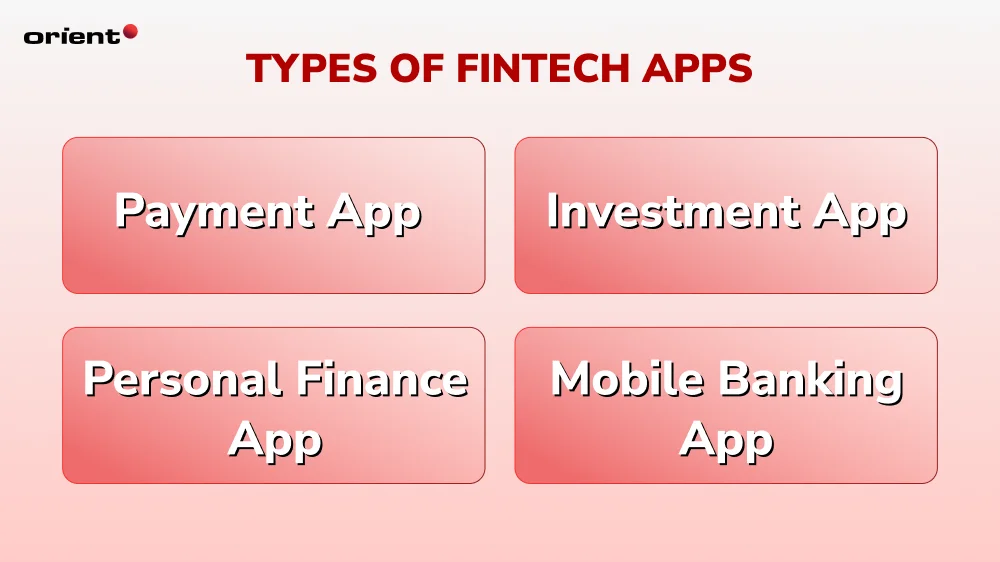 orient
TYPES OF FINTECH APPS
Payment App
Investment App
Personal Finance
App
Mobile Banking
App